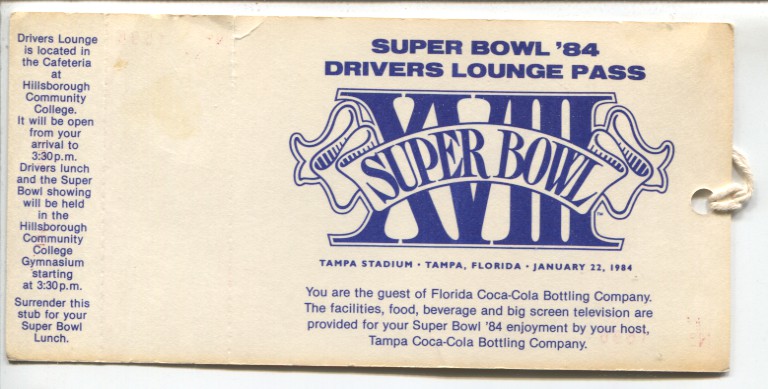 Drivers Lounge
is located in
the Cafeteria
at
Hillsborough
Community
College.
It will be open
from your
arrival to
3:30 p.m.
Drivers lunch
and the Super
Bowl showing
will be held
in the
Hillsborough
Community
College
Gymnasium
starting
at 3:30 p.m.
Surrender this
stub for your
Super Bowl
Lunch.
SUPER BOWL '84
DRIVERS LOUNGE PASS
XVIII
SUPER BOWL
TM
TAMPA STADIUM • TAMPA, FLORIDA • JANUARY 22, 1984
You are the guest of Florida Coca-Cola Bottling Company.
The facilities, food, beverage and big screen television are
provided for your Super Bowl '84 enjoyment by your host,
Tampa Coca-Cola Bottling Company.